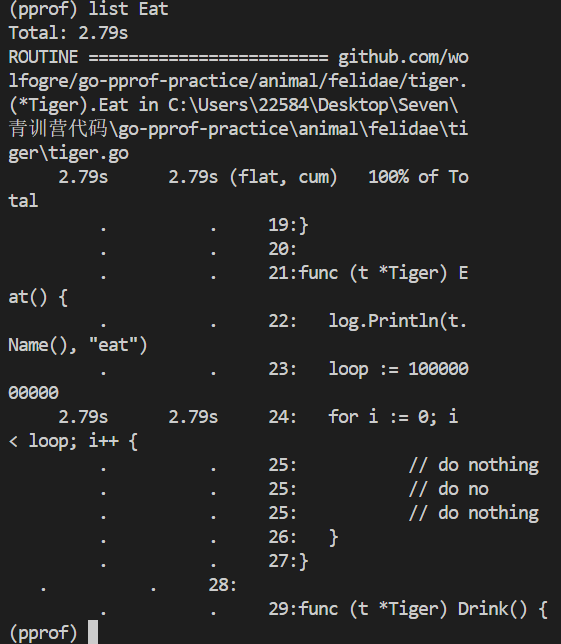 (pprof) list Eat
Total: 2.79s
ROUTINE ======================== github.com/wo
lfogre/go-pprof-practice/animal/felidae/tiger.
(*Tiger).Eat in C:\Users\22584\Desktop\Seven\
青训营代码\go-pprof-practice\animal\felidae\ti
ger\tiger.go
     2.79s      2.79s (flat, cum)   100% of To
tal
         .          .     19:}
         .          .     20:
         .          .     21:func (t *Tiger) E
at() {
         .          .     22:   log.Println(t.
Name(), "eat")
         .          .     23:   loop := 100000
00000
     2.79s      2.79s     24:   for i := 0; i
< loop; i++ {
         .          .     25:           // do nothing
         .          .     25:           // do no
         .          .     25:           // do nothing
         .          .     26:   }
         .          .     27:}
   .          .     28:
         .          .     29:func (t *Tiger) Drink() {
(pprof)